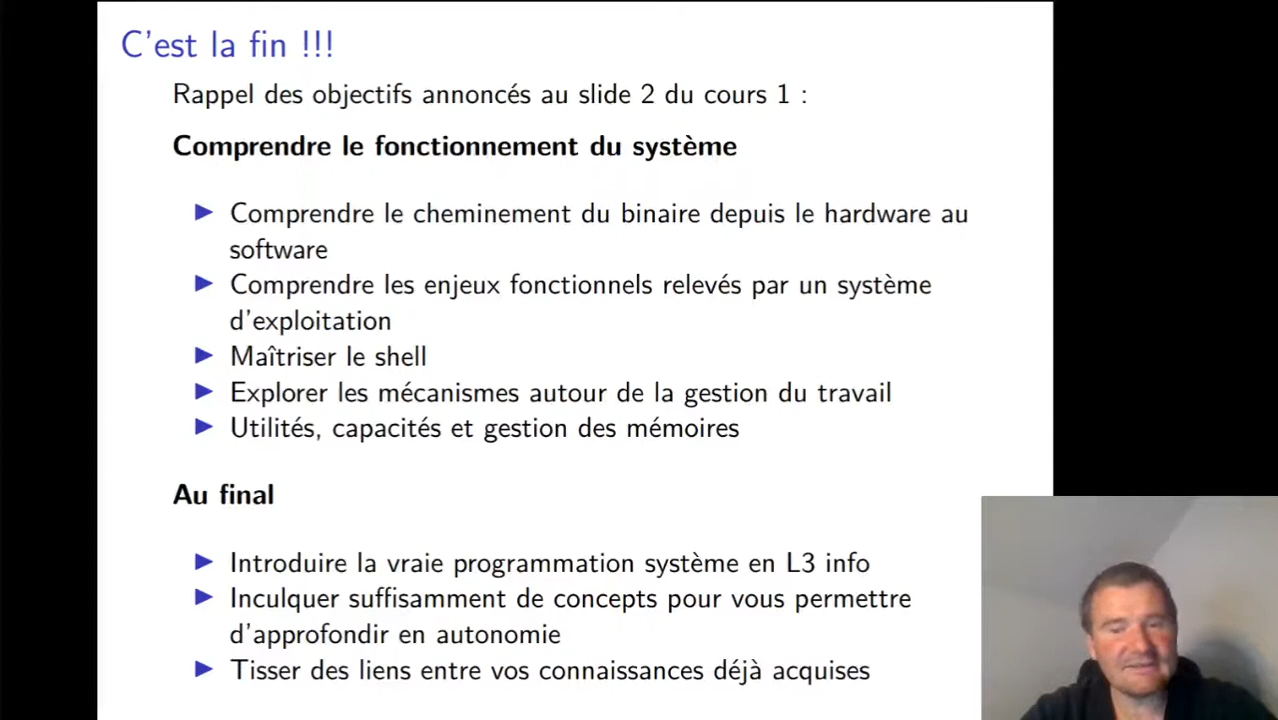 C'est la fin !!!
Rappel des objectifs annoncés au slide 2 du cours 1 :
Comprendre le fonctionnement du système
▶ Comprendre le cheminement du binaire depuis le hardware au
software
▶ Comprendre les enjeux fonctionnels relevés par un système
d'exploitation
▶ Maîtriser le shell
▶ Explorer les mécanismes autour de la gestion du travail
▶ Utilités, capacités et gestion des mémoires
Au final
▶ Introduire la vraie programmation système en L3 info
▶ Inculquer suffisamment de concepts pour vous permettre
d'approfondir en autonomie
▶ Tisser des liens entre vos connaissances déjà acquises